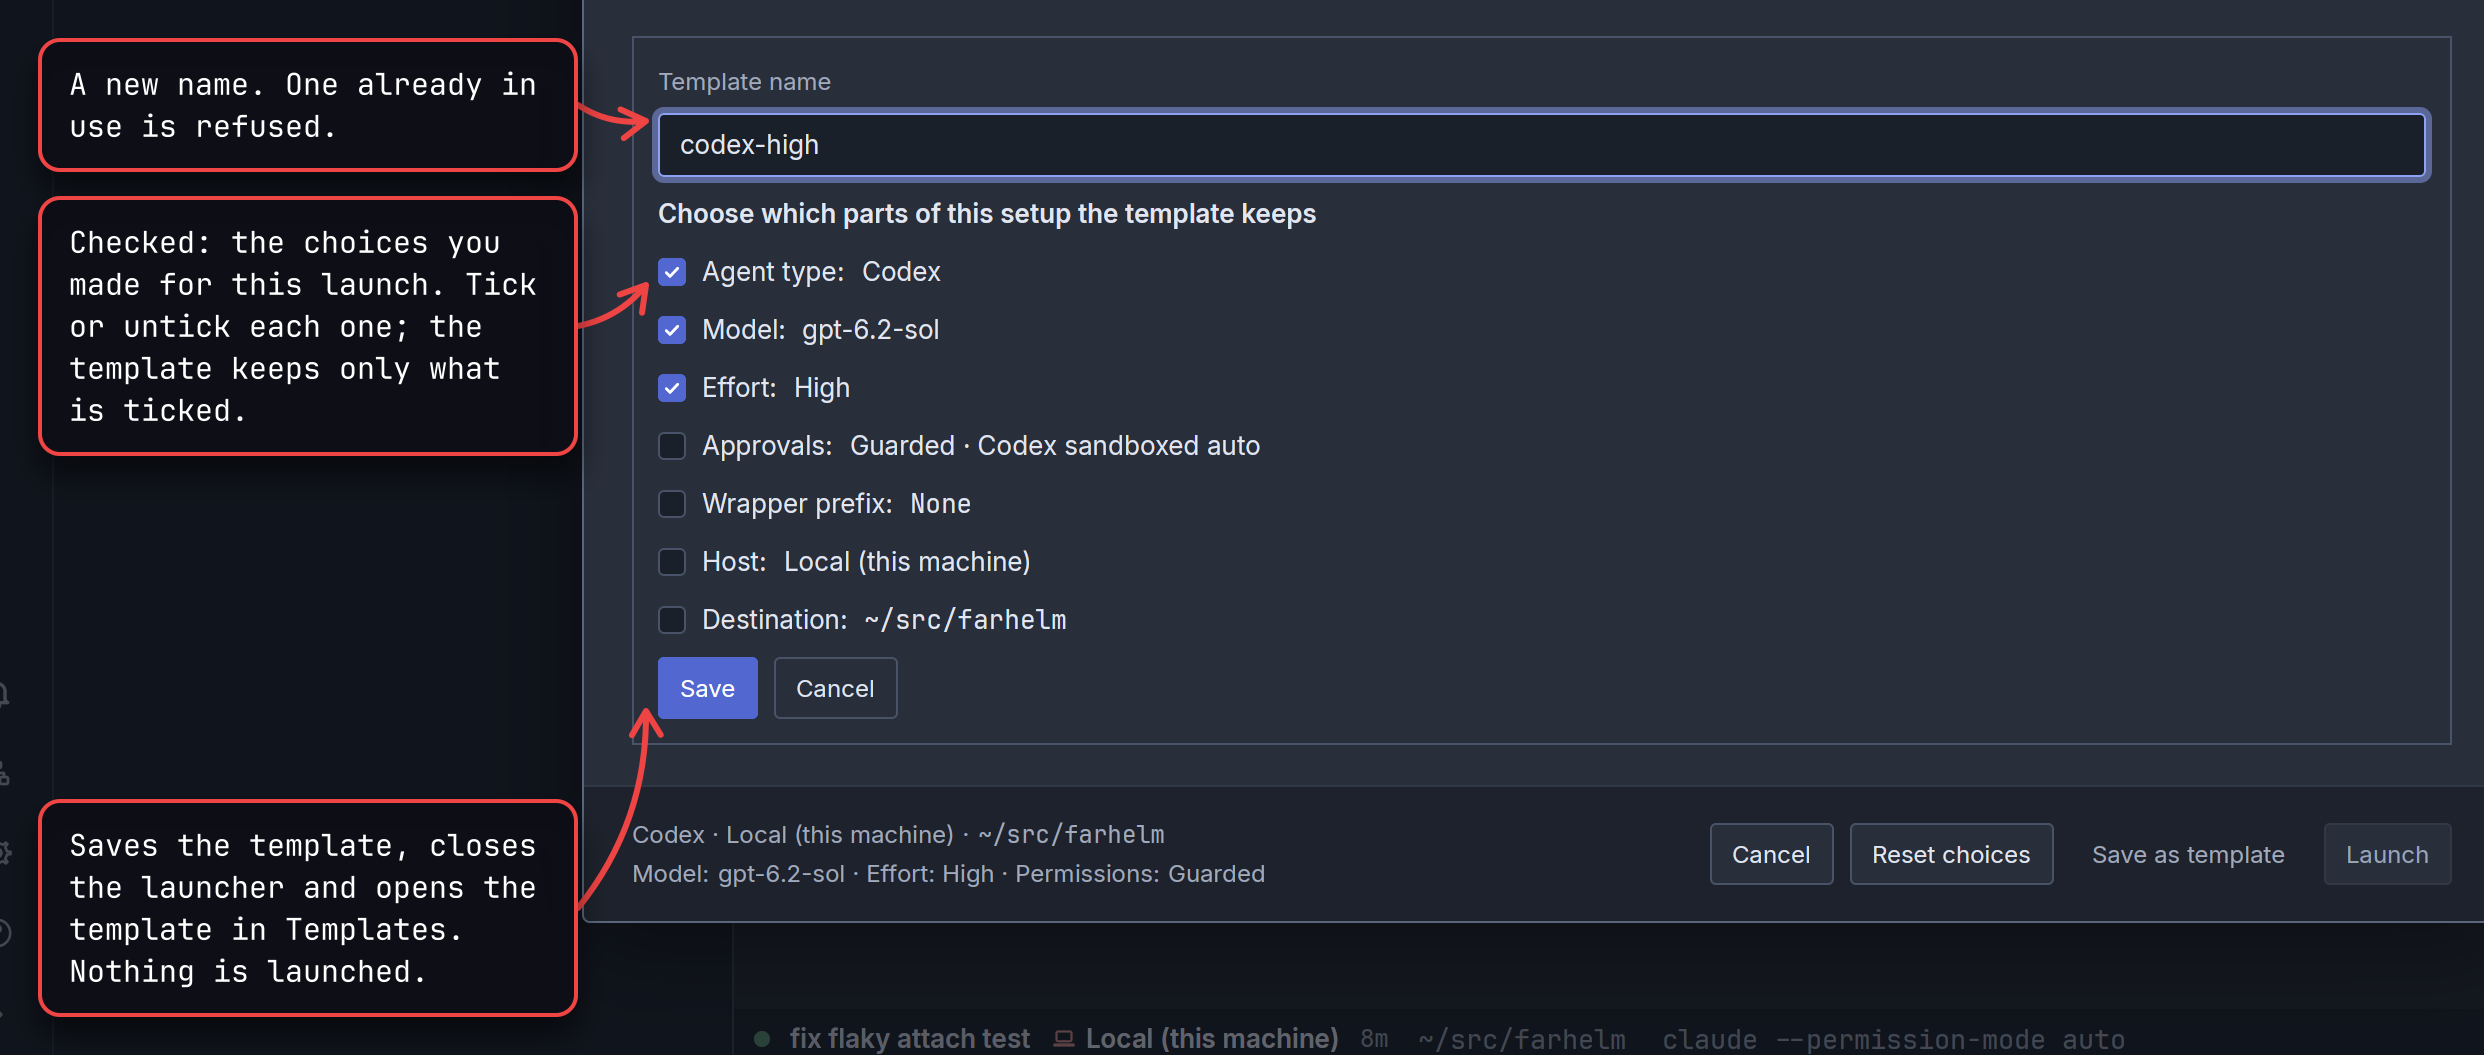 A new name. One already in
use is refused.
Checked: the choices you
made for this launch. Tick
or untick each one; the
template keeps only what
is ticked.
Saves the template, closes
the launcher and opens the
template in Templates.
Nothing is launched.
Template name
codex-high
Choose which parts of this setup the template keeps
Agent type: Codex
Model: gpt-6.2-sol
Effort: High
Approvals: Guarded · Codex sandboxed auto
Wrapper prefix: None
Host: Local (this machine)
Destination: ~/src/farhelm
Save Cancel
Codex · Local (this machine) · ~/src/farhelm
Model: gpt-6.2-sol · Effort: High · Permissions: Guarded
Cancel Reset choices Save as template Launch
fix flaky attach test Local (this machine) 8m ~/src/farhelm claude --permission-mode auto